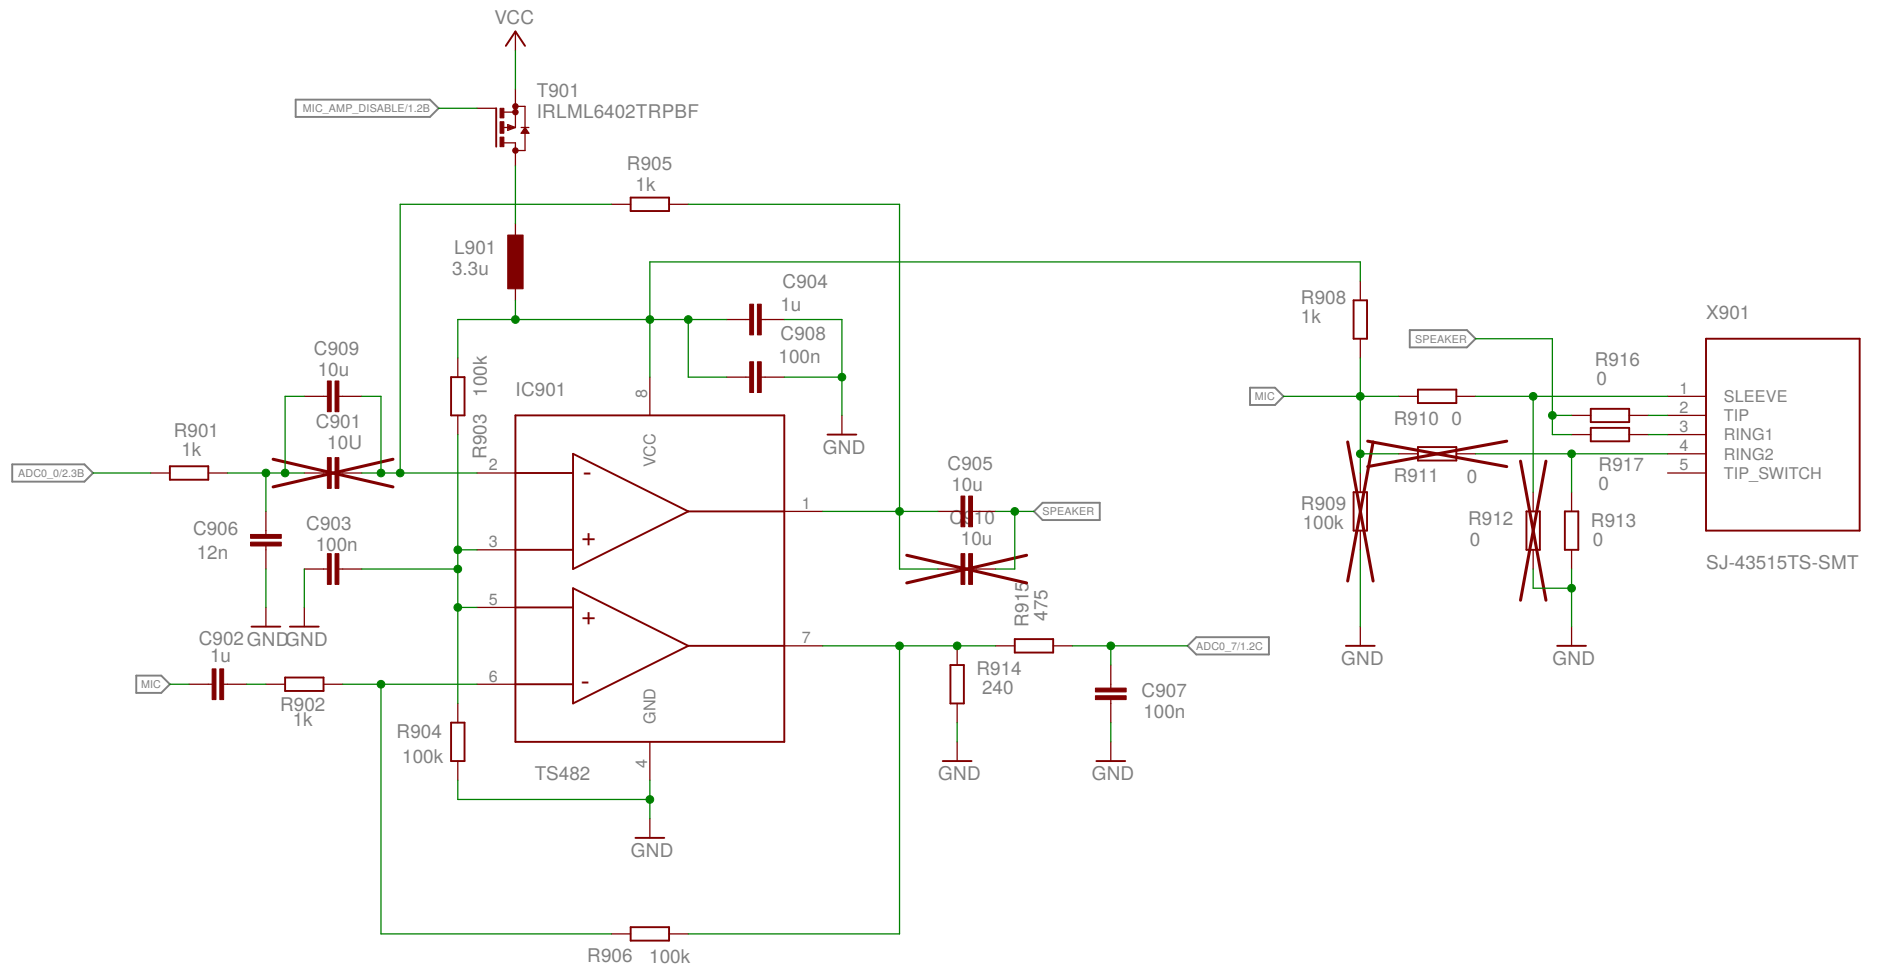 VCC
T901
IRLML6402TRPBF
MIC_AMP_DISABLE/1.2B
R905
1k
L901
3.3u
C904
1u
C908
100n
GND
R908
1k
X901
SPEAKER
R916
0
C909
10u
C901
10U
R903
100k
IC901
8
VCC
MIC
R910 0
1 SLEEVE
2 TIP
3 RING1
4 RING2
5 TIP_SWITCH
R917
0
R911 0
R901
1k
ADC0_0/2.3B
2
-
+
3
1
C905
10u
C910
10u
SPEAKER
R909
100k
R912
0
R913
0
SJ-43515TS-SMT
C906
12n
C903
100n
GND
GND
5
+
-
6
7
R915
475
ADC0_7/1.2C
GND
GND
MIC
C902
1u
R902
1k
R914
240
C907
100n
GND
GND
R904
100k
GND
4
TS482
GND
R906 100k